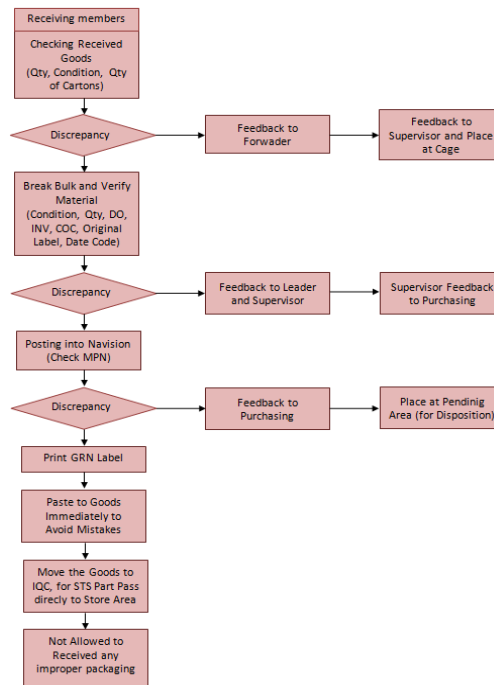 Receiving members
Checking Received
Goods
(Qty, Condition, Qty
of Cartons)
Discrepancy
Feedback to
Forwader
Feedback to
Supervisor and Place
at Cage
Break Bulk and Verify
Material
(Condition, Qty, DO,
INV, COC, Original
Label, Date Code)
Discrepancy
Feedback to Leader
and Supervisor
Supervisor Feedback
to Purchasing
Posting into Navision
(Check MPN)
Discrepancy
Feedback to
Purchasing
Place at Pendinig
Area (for Disposition)
Print GRN Label
Paste to Goods
Immediately to
Avoid Mistakes
Move the Goods to
IQC, for STS Part Pass
direcly to Store Area
Not Allowed to
Received any
improper packaging